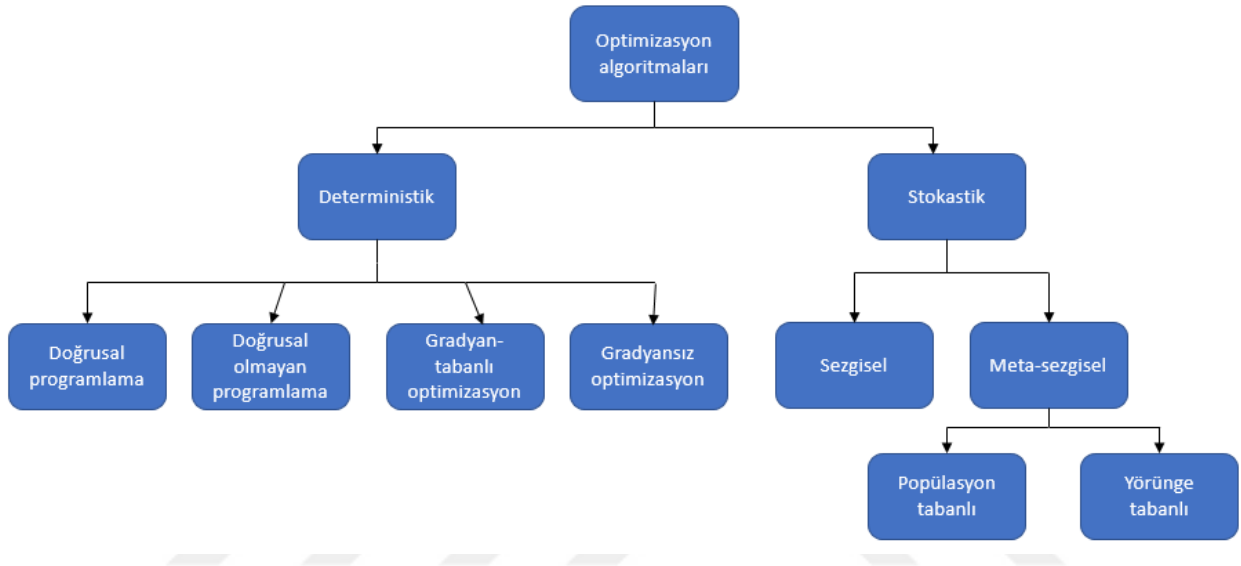 Optimizasyon
algoritmaları
Deterministik
Stokastik
Doğrusal
programlama
Doğrusal
olmayan
programlama
Gradyan-
tabanlı
optimizasyon
Gradyansız
optimizasyon
Sezgisel
Meta-sezgisel
Popülasyon
tabanlı
Yörünge
tabanlı